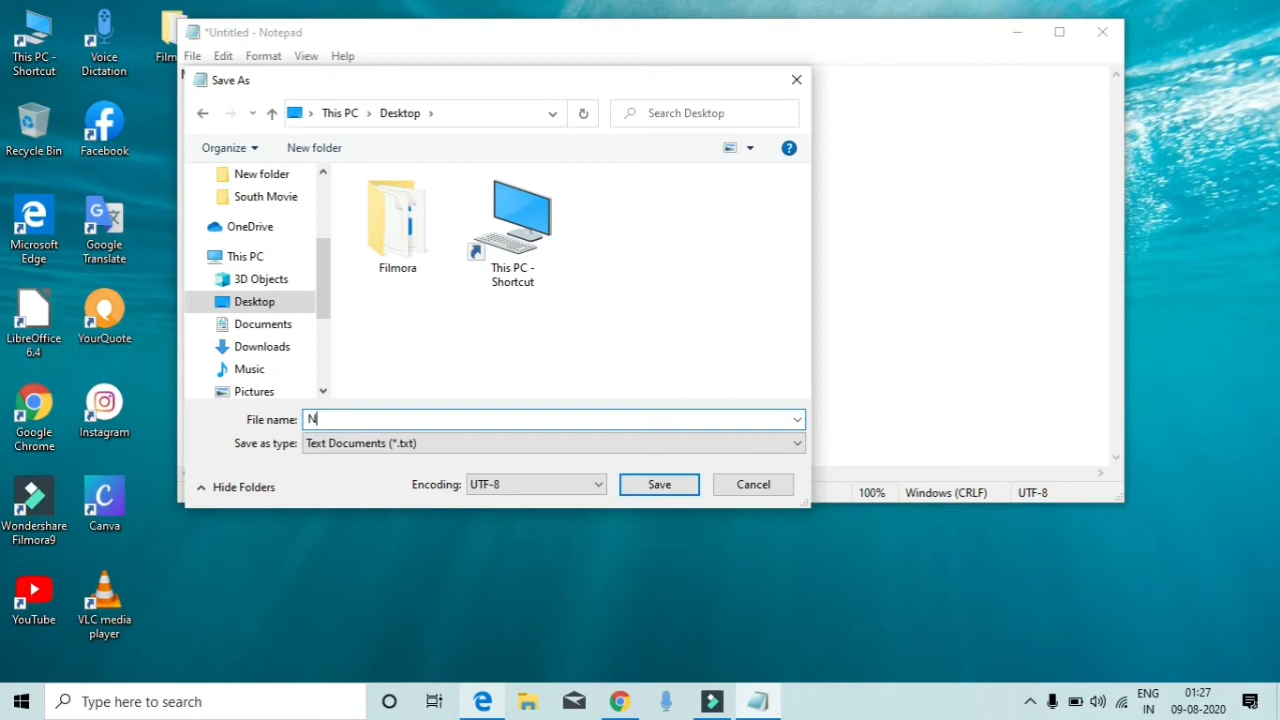 This PC - Shortcut
Voice Dictation
Film
Recycle Bin
Facebook
Microsoft Edge
Google Translate
LibreOffice 6.4
YourQuote
Google Chrome
Instagram
Wondershare Filmora9
Canva
YouTube
VLC media player
*Untitled - Notepad
File Edit Format View Help
Save As
This PC > Desktop >
Search Desktop
Organize New folder
New folder
South Movie
OneDrive
This PC
3D Objects
Desktop
Documents
Downloads
Music
Pictures
Filmora
This PC - Shortcut
File name: N
Save as type: Text Documents (*.txt)
Hide Folders
Encoding: UTF-8
Save Cancel
100% Windows (CRLF) UTF-8
Type here to search
ENG
IN
01:27
09-08-2020